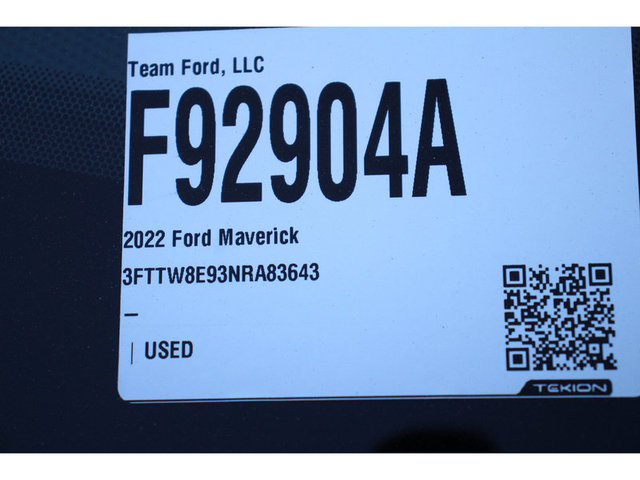 Team Ford, LLC
F92904A
2022 Ford Maverick
3FTTW8E93NRA83643
–
| USED
TEKION